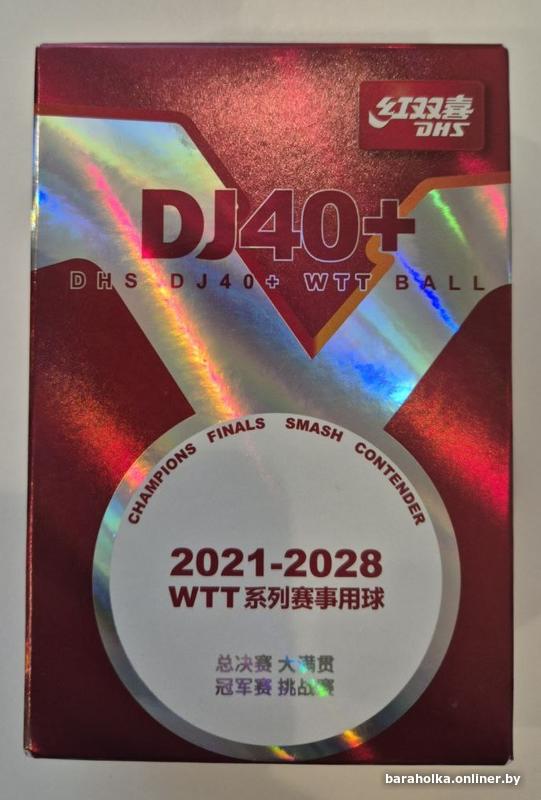 红双喜
DHS
DJ40+
DHS DJ40+ WTT BALL
CHAMPIONS FINALS SMASH CONTENDER
2021-2028
WTT系列赛事用球
总决赛 大满贯
冠军赛 挑战赛
baraholka.onliner.by